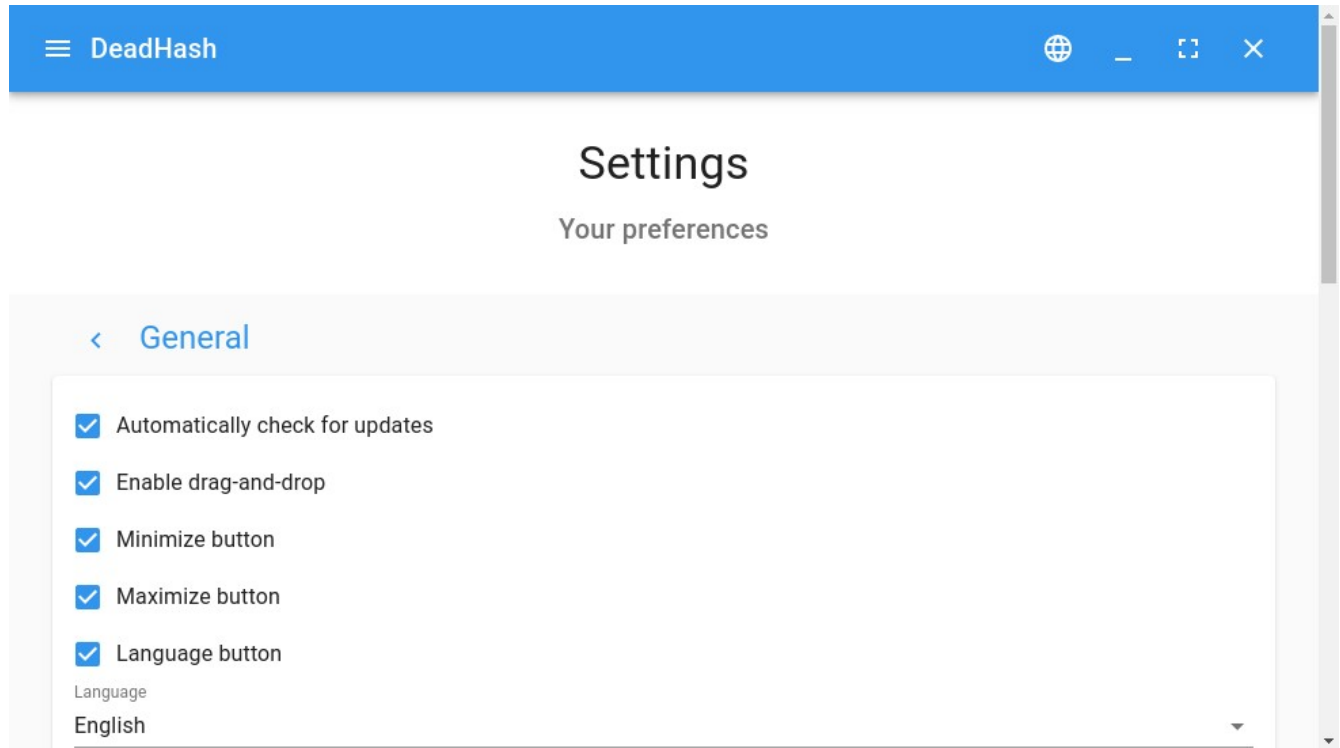 DeadHash
Settings
Your preferences
General
Automatically check for updates
Enable drag-and-drop
Minimize button
Maximize button
Language button
Language
English